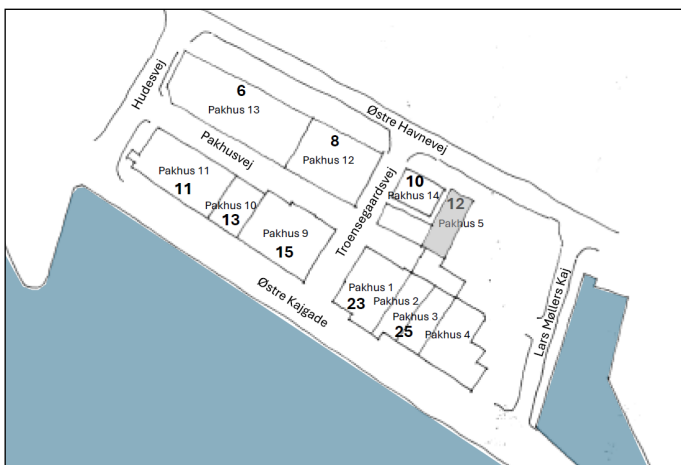 Hudesvej
6
Pakhus 13
Østre Havnevej
8
Pakhus 12
Pakhusvej
Pakhus 11
11
Pakhus 10
13
Pakhus 9
15
Troensegaardsvej
10
Pakhus 14
12
Pakhus 5
Østre Kajgade
Pakhus 1
23
Pakhus 2
Pakhus 3
25
Pakhus 4
Lars Møllers Kaj